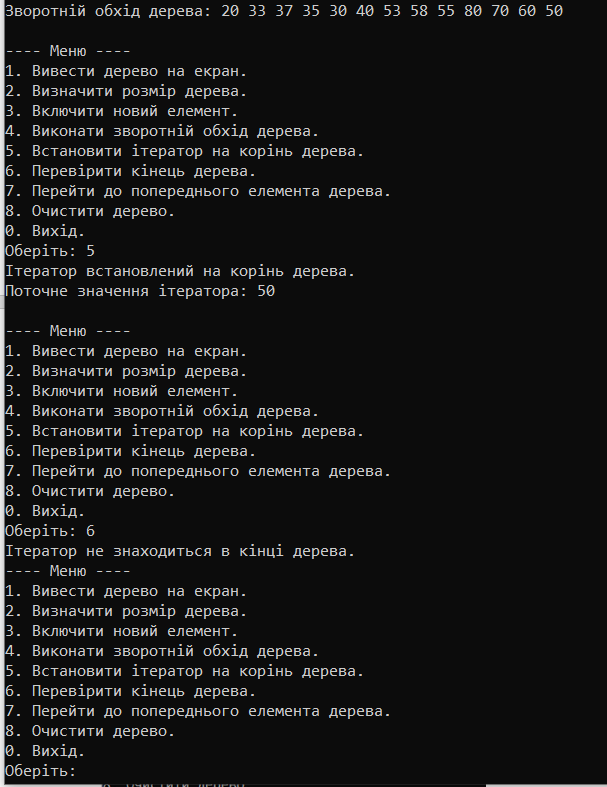 Зворотній обхід дерева: 20 33 37 35 30 40 53 58 55 80 70 60 50
---- Меню ----
1. Вивести дерево на екран.
2. Визначити розмір дерева.
3. Включити новий елемент.
4. Виконати зворотній обхід дерева.
5. Встановити ітератор на корінь дерева.
6. Перевірити кінець дерева.
7. Перейти до попереднього елемента дерева.
8. Очистити дерево.
0. Вихід.
Оберіть: 5
Ітератор встановлений на корінь дерева.
Поточне значення ітератора: 50
---- Меню ----
1. Вивести дерево на екран.
2. Визначити розмір дерева.
3. Включити новий елемент.
4. Виконати зворотній обхід дерева.
5. Встановити ітератор на корінь дерева.
6. Перевірити кінець дерева.
7. Перейти до попереднього елемента дерева.
8. Очистити дерево.
0. Вихід.
Оберіть: 6
Ітератор не знаходиться в кінці дерева.
---- Меню ----
1. Вивести дерево на екран.
2. Визначити розмір дерева.
3. Включити новий елемент.
4. Виконати зворотній обхід дерева.
5. Встановити ітератор на корінь дерева.
6. Перевірити кінець дерева.
7. Перейти до попереднього елемента дерева.
8. Очистити дерево.
0. Вихід.
Оберіть: